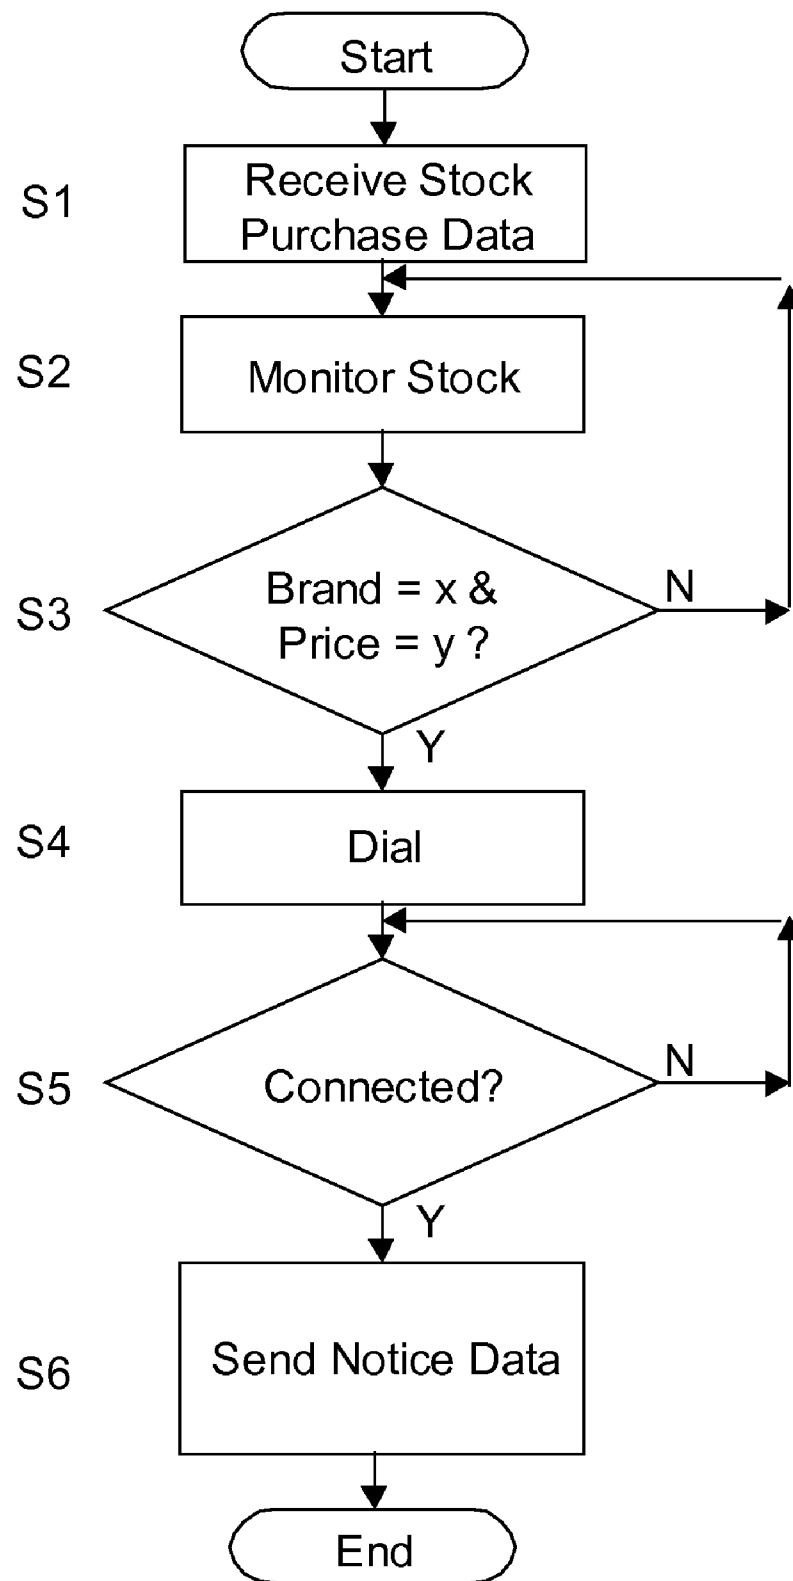 Start
S1
Receive Stock
Purchase Data
S2
Monitor Stock
S3
Brand = x &
Price = y ?
N
Y
S4
Dial
S5
Connected?
N
Y
S6
Send Notice Data
End